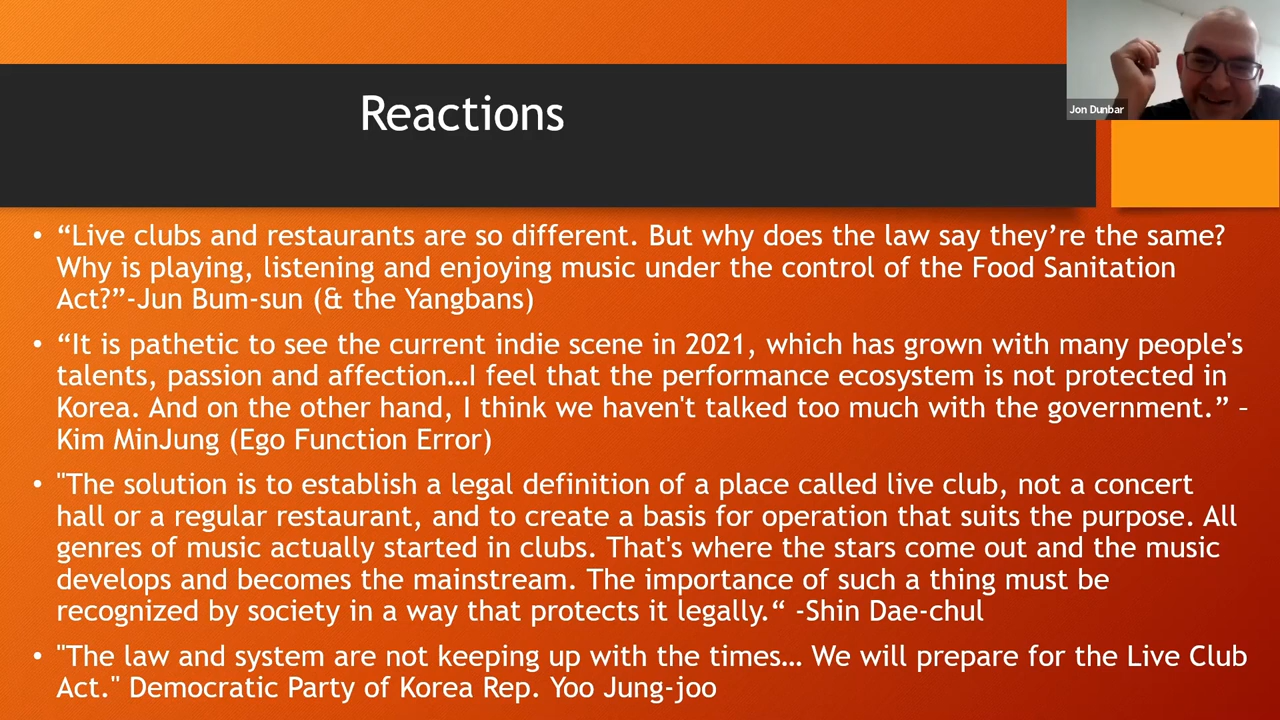 Jon Dunbar
Reactions
• “Live clubs and restaurants are so different. But why does the law say they’re the same?
Why is playing, listening and enjoying music under the control of the Food Sanitation
Act?”-Jun Bum-sun (& the Yangbans)
• “It is pathetic to see the current indie scene in 2021, which has grown with many people's
talents, passion and affection…I feel that the performance ecosystem is not protected in
Korea. And on the other hand, I think we haven't talked too much with the government.” –
Kim MinJung (Ego Function Error)
• "The solution is to establish a legal definition of a place called live club, not a concert
hall or a regular restaurant, and to create a basis for operation that suits the purpose. All
genres of music actually started in clubs. That's where the stars come out and the music
develops and becomes the mainstream. The importance of such a thing must be
recognized by society in a way that protects it legally.“ -Shin Dae-chul
• "The law and system are not keeping up with the times… We will prepare for the Live Club
Act." Democratic Party of Korea Rep. Yoo Jung-joo